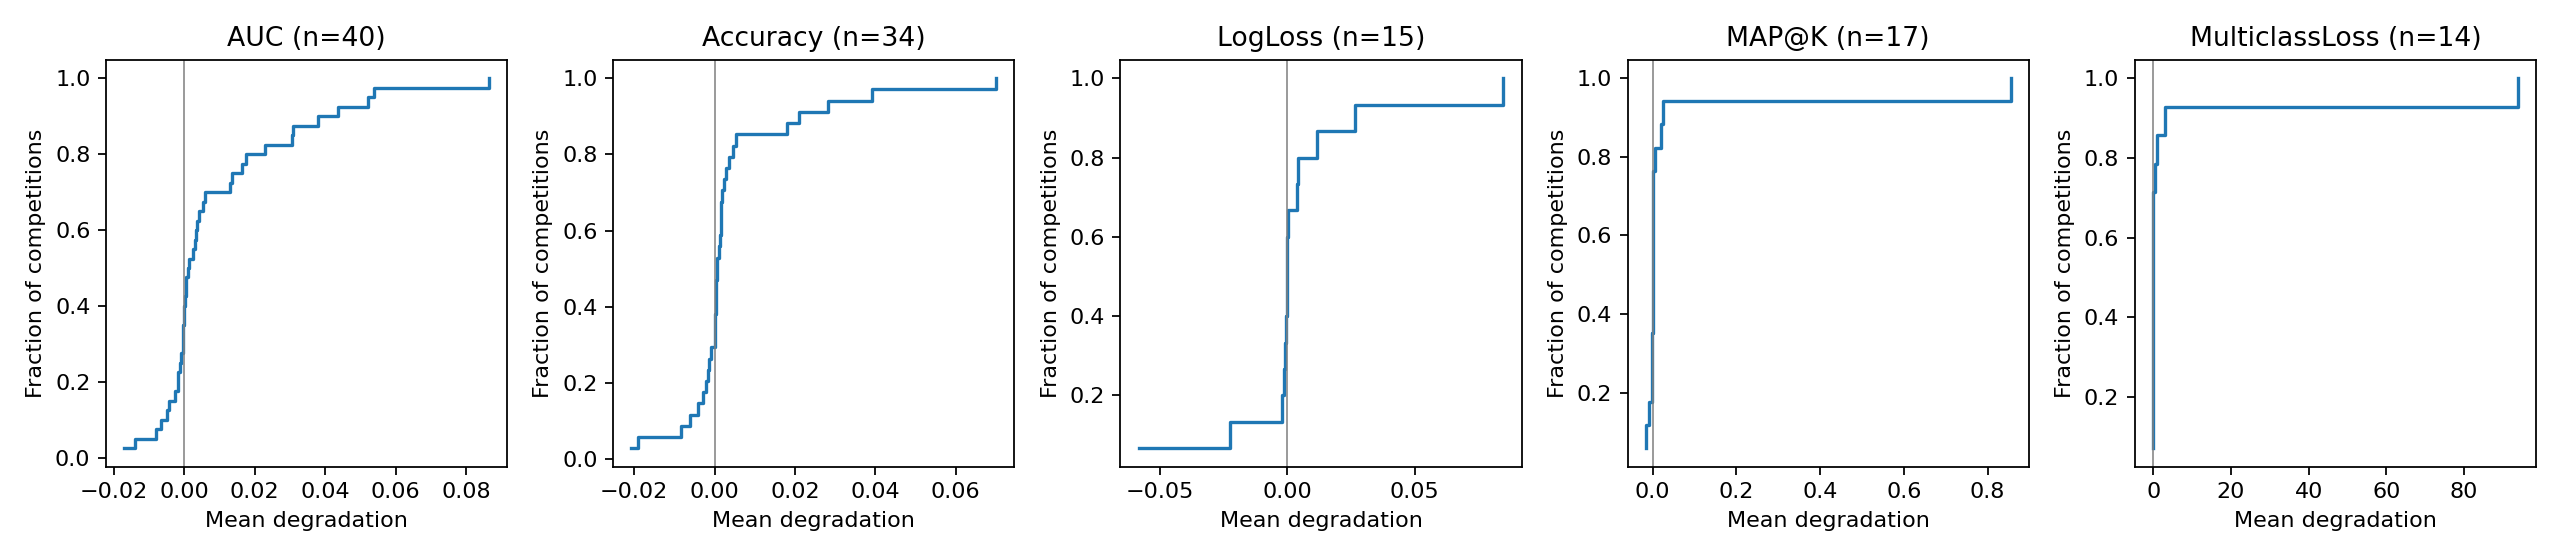 AUC (n=40)
1.0
0.8
0.6
0.4
0.2
0.0
Fraction of competitions
−0.02 0.00 0.02 0.04 0.06 0.08
Mean degradation
Accuracy (n=34)
1.0
0.8
0.6
0.4
0.2
0.0
Fraction of competitions
−0.02 0.00 0.02 0.04 0.06
Mean degradation
LogLoss (n=15)
1.0
0.8
0.6
0.4
0.2
Fraction of competitions
−0.05 0.00 0.05
Mean degradation
MAP@K (n=17)
1.0
0.8
0.6
0.4
0.2
Fraction of competitions
0.0 0.2 0.4 0.6 0.8
Mean degradation
MulticlassLoss (n=14)
1.0
0.8
0.6
0.4
0.2
Fraction of competitions
0 20 40 60 80
Mean degradation